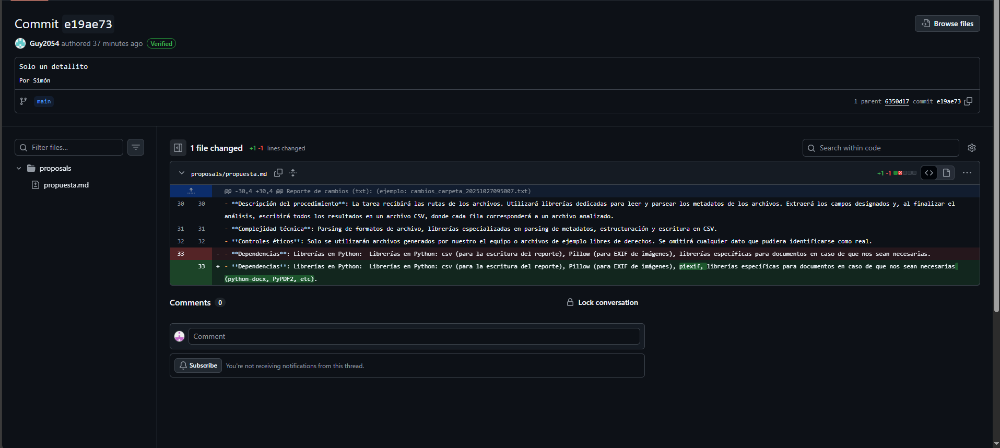 Commit e19ae73
Browse files
Guy2054 authored 37 minutes ago Verified
Solo un detallito
Por Simón
main
1 parent 6350d17 commit e19ae73
Filter files...
proposals
propuesta.md
1 file changed +1 -1 lines changed
Search within code
proposals/propuesta.md
+1 -1
@@ -30,4 +30,4 @@ Reporte de cambios (txt): (ejemplo: cambios_carpeta_20251027095007.txt)
30 30 - **Descripción del procedimiento**: La tarea recibirá las rutas de los archivos. Utilizará librerías dedicadas para leer y parsear los metadatos de los archivos. Extraerá los campos designados y, al finalizar el
análisis, escribirá todos los resultados en un archivo CSV, donde cada fila corresponderá a un archivo analizado.
31 31 - **Complejidad técnica**: Parsing de formatos de archivo, librerías especializadas en parsing de metadatos, estructuración y escritura en CSV.
32 32 - **Controles éticos**: Solo se utilizarán archivos generados por nuestro el equipo o archivos de ejemplo libres de derechos. Se omitirá cualquier dato que pudiera identificarse como real.
33 - - **Dependencias**: Librerías en Python:  Librerías en Python: csv (para la escritura del reporte), Pillow (para EXIF de imágenes), librerías específicas para documentos en caso de que nos sean necesarias.
33 + - **Dependencias**: Librerías en Python:  Librerías en Python: csv (para la escritura del reporte), Pillow (para EXIF de imágenes), piexif, librerías específicas para documentos en caso de que nos sean necesarias
(python-docx, PyPDF2, etc).
Comments 0
Lock conversation
Comment
Subscribe You're not receiving notifications from this thread.